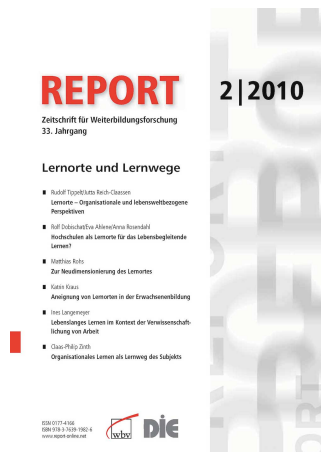 REPORT
2|2010
Zeitschrift für Weiterbildungsforschung
33. Jahrgang
Lernorte und Lernwege
Rudolf Tippelt/Jutta Reich-Claassen
Lernorte – Organisationale und lebensweltbezogene
Perspektiven
Rolf Dobischat/Eva Ahlene/Anna Rosendahl
Hochschulen als Lernorte für das Lebensbegleitende
Lernen?
Matthias Rohs
Zur Neudimensionierung des Lernortes
Katrin Kraus
Aneignung von Lernorten in der Erwachsenenbildung
Ines Langemeyer
Lebenslanges Lernen im Kontext der Verwissenschaft-
lichung von Arbeit
Claas-Philip Zinth
Organisationales Lernen als Lernweg des Subjekts
ISSN 0177-4166
ISBN 978-3-7639-1982-6
www.report-online.net
wbv
DIE